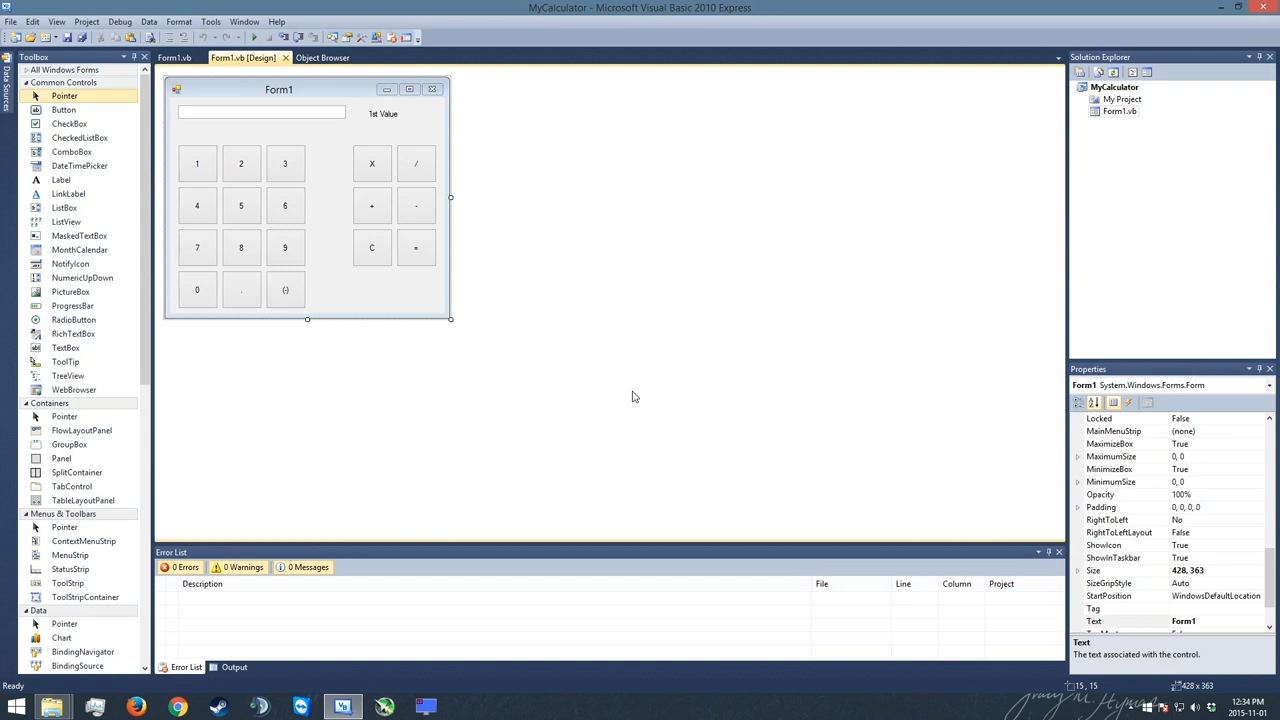 MyCalculator - Microsoft Visual Basic 2010 Express
File Edit View Project Debug Data Format Tools Window Help
Data Sources
Toolbox
All Windows Forms
Common Controls
Pointer
Button
CheckBox
CheckedListBox
ComboBox
DateTimePicker
Label
LinkLabel
ListBox
ListView
MaskedTextBox
MonthCalendar
NotifyIcon
NumericUpDown
PictureBox
ProgressBar
RadioButton
RichTextBox
TextBox
ToolTip
TreeView
WebBrowser
Containers
Pointer
FlowLayoutPanel
GroupBox
Panel
SplitContainer
TabControl
TableLayoutPanel
Menus & Toolbars
Pointer
ContextMenuStrip
MenuStrip
StatusStrip
ToolStrip
ToolStripContainer
Data
Pointer
Chart
BindingNavigator
BindingSource
Form1.vb Form1.vb [Design] Object Browser
Form1
1st Value
1 2 3 X /
4 5 6 + -
7 8 9 C =
0 . (-)
Error List
0 Errors 0 Warnings 0 Messages
Description File Line Column Project
Error List Output
Solution Explorer
MyCalculator
My Project
Form1.vb
Properties
Form1 System.Windows.Forms.Form
Locked False
MainMenuStrip (none)
MaximizeBox True
MaximumSize 0, 0
MinimizeBox True
MinimumSize 0, 0
Opacity 100%
Padding 0, 0, 0, 0
RightToLeft No
RightToLeftLayout False
ShowIcon True
ShowInTaskbar True
Size 428, 363
SizeGripStyle Auto
StartPosition WindowsDefaultLocation
Tag
Text Form1
Text
The text associated with the control.
Ready 15 , 15 428 x 363
12:34 PM
2015-11-01